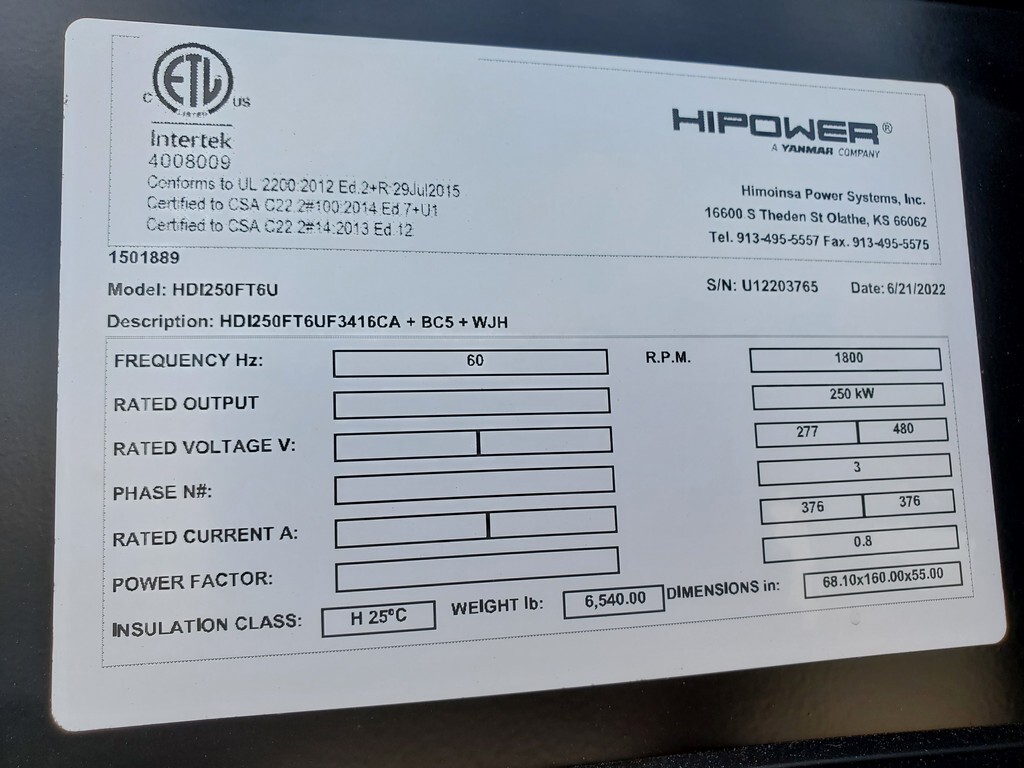 ETL
C US
LISTED
Intertek
4008009
Conforms to UL 2200:2012 Ed.2+R:29Jul2015
Certified to CSA C22.2#100:2014 Ed.7+U1
Certified to CSA C22.2#14:2013 Ed.12
HIPOWER®
A YANMAR COMPANY
Himoinsa Power Systems, Inc.
16600 S Theden St Olathe, KS 66062
Tel. 913-495-5557 Fax. 913-495-5575
1501889
Model: HDI250FT6U S/N: U12203765 Date: 6/21/2022
Description: HDI250FT6UF3416CA + BC5 + WJH
FREQUENCY Hz: 60 R.P.M. 1800
RATED OUTPUT 250 kW
RATED VOLTAGE V: 277 480
PHASE N#: 3
RATED CURRENT A: 376 376
POWER FACTOR: 0.8
INSULATION CLASS: H 25ºC WEIGHT lb: 6,540.00 DIMENSIONS in: 68.10x160.00x55.00